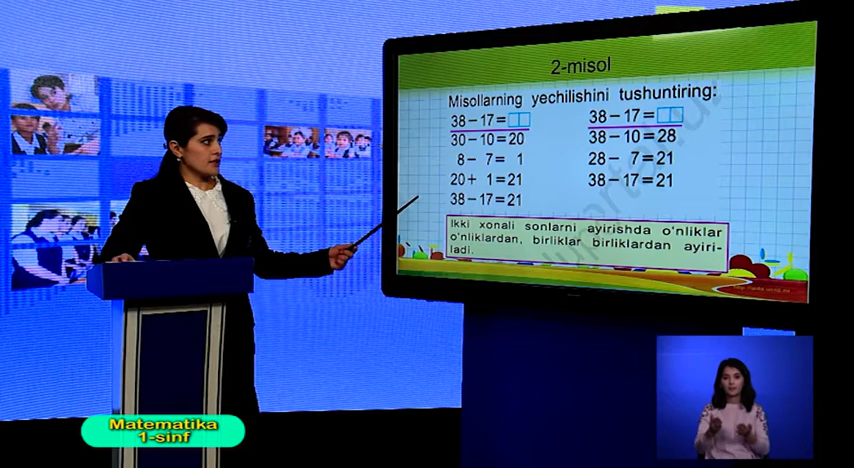 2-misol
Misollarning yechilishini tushuntiring:
38 – 17 =
30 – 10 = 20
8 – 7 = 1
20 + 1 = 21
38 – 17 = 21
38 – 17 =
38 – 10 = 28
28 – 7 = 21
38 – 17 = 21
Ikki xonali sonlarni ayirishda o‘nliklar
o‘nliklardan, birliklar birliklardan ayiri-
ladi.
Matematika
1-sinf